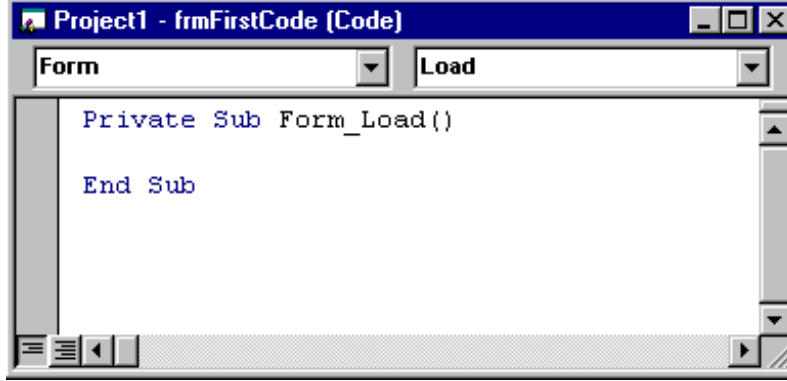 Project1 - frmFirstCode (Code)
Form Load
Private Sub Form_Load()
End Sub